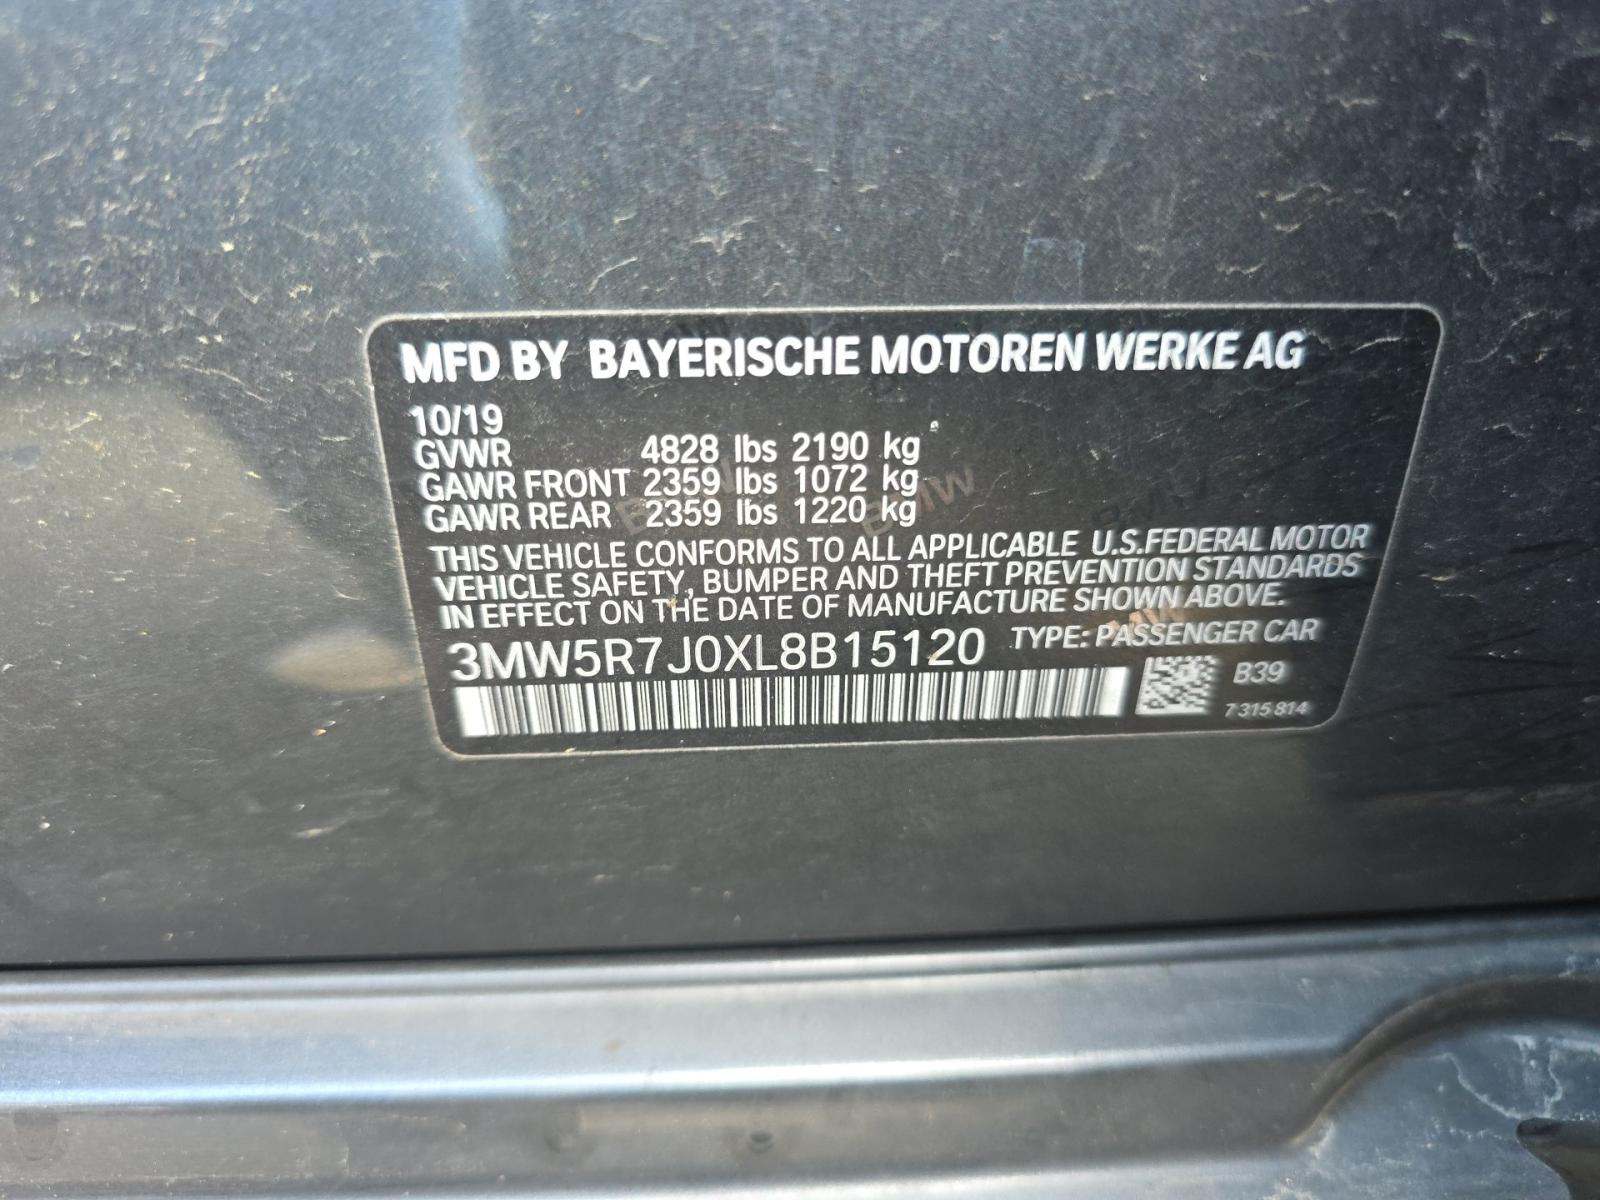 MFD BY BAYERISCHE MOTOREN WERKE AG
10/19
GVWR 4828 lbs 2190 kg
GAWR FRONT 2359 lbs 1072 kg
GAWR REAR 2359 lbs 1220 kg
THIS VEHICLE CONFORMS TO ALL APPLICABLE U.S.FEDERAL MOTOR
VEHICLE SAFETY, BUMPER AND THEFT PREVENTION STANDARDS
IN EFFECT ON THE DATE OF MANUFACTURE SHOWN ABOVE.
3MW5R7J0XL8B15120 TYPE: PASSENGER CAR
B39
7 315 814